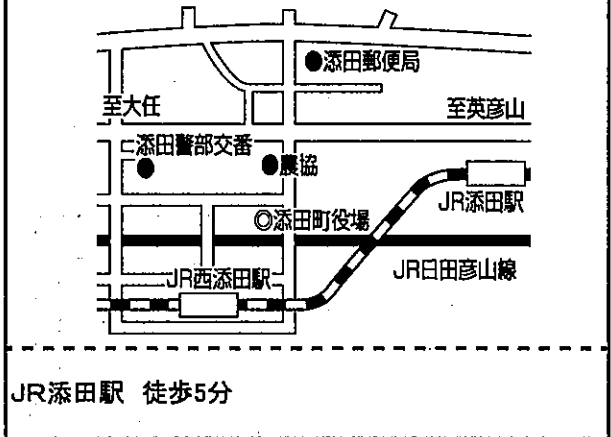 添田郵便局
至大任
至英彦山
添田警部交番
農協
JR添田駅
◎添田町役場
JR日田彦山線
JR西添田駅
JR添田駅 徒歩5分